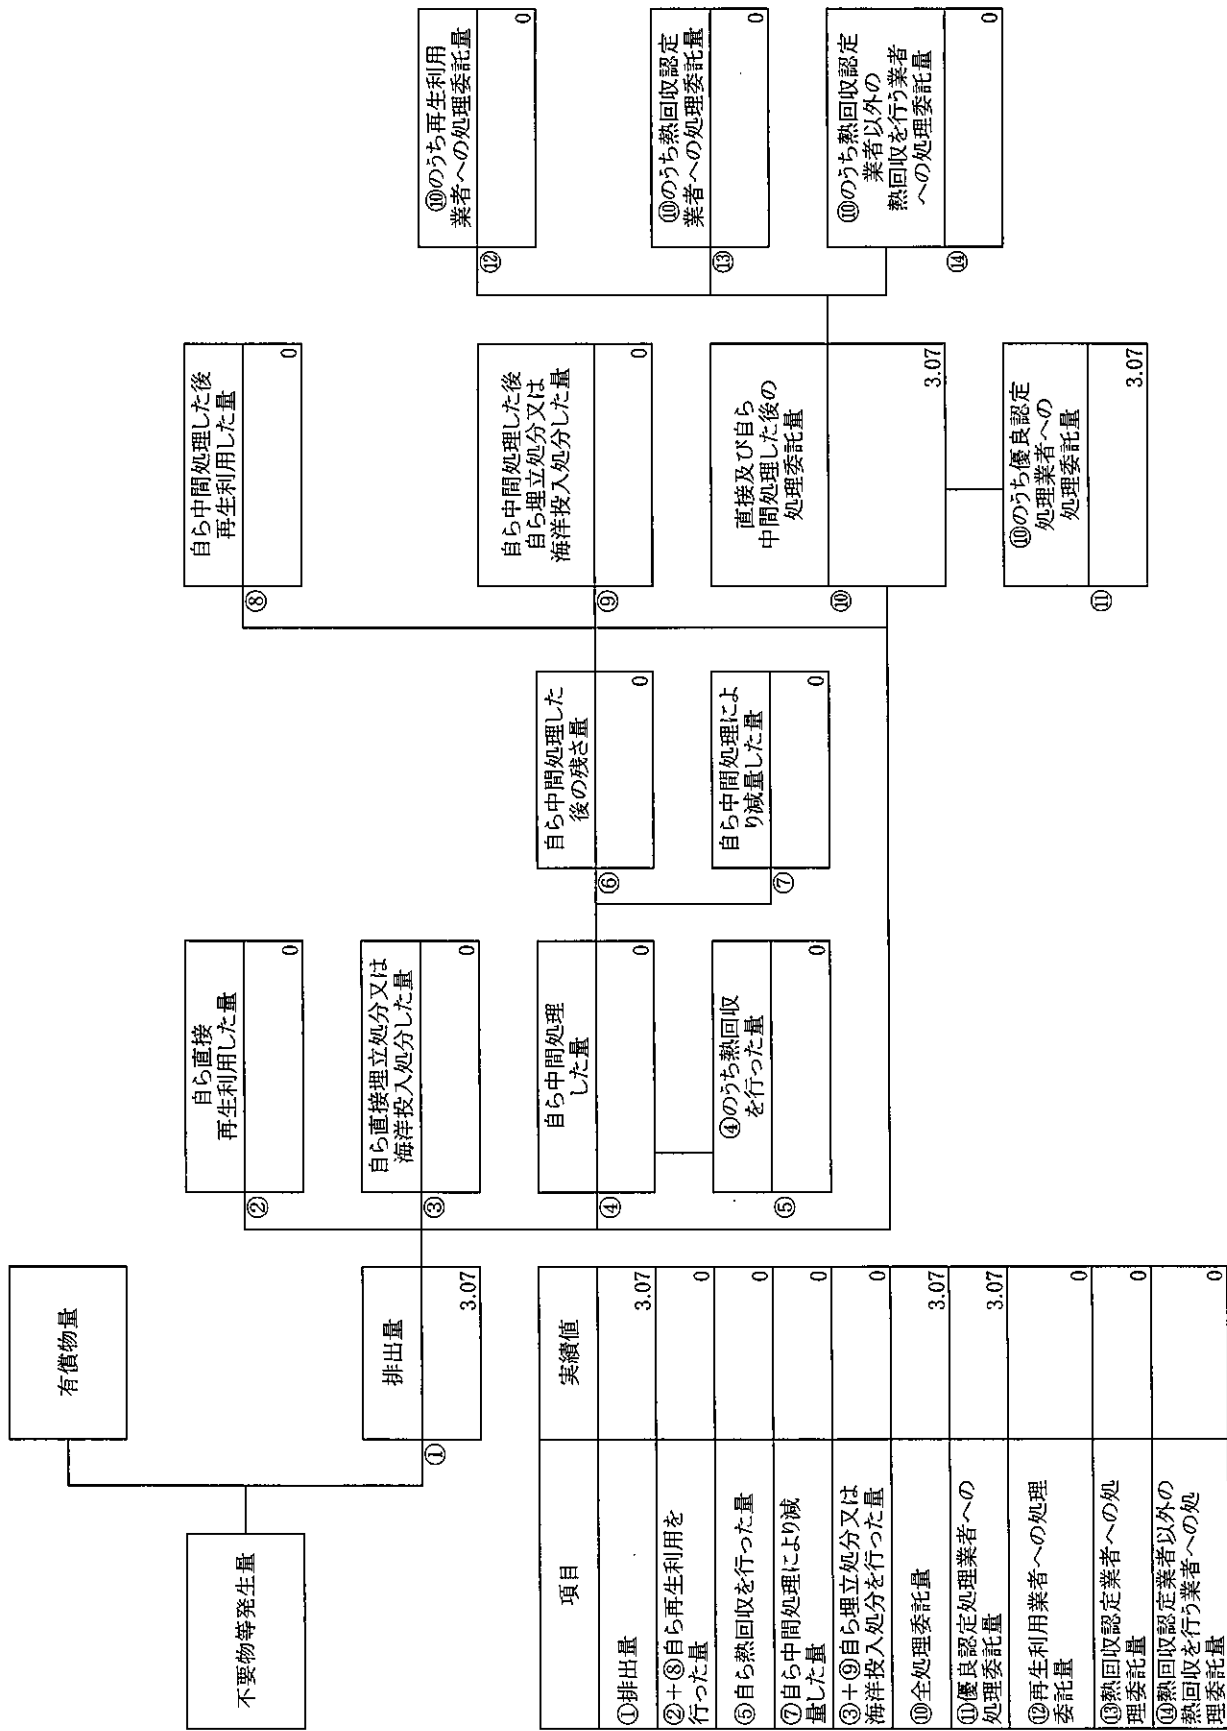 不要物等発生量
有償物量
①
排出量
3.07
②
自ら直接
再生利用した量
0
③
自ら直接埋立処分又は
海洋投入処分した量
0
④
自ら中間処理
した量
0
⑤
④のうち熱回収
を行った量
0
⑥
自ら中間処理した
後の残さ量
0
⑦
自ら中間処理によ
り減量した量
0
⑧
自ら中間処理した後
再生利用した量
0
⑨
自ら中間処理した後
自ら埋立処分又は
海洋投入処分した量
0
⑩
直接及び自ら
中間処理した後の
処理委託量
3.07
⑪
⑩のうち優良認定
処理業者への
処理委託量
3.07
⑫
⑩のうち再生利用
業者への処理委託量
0
⑬
⑩のうち熱回収認定
業者への処理委託量
0
⑭
⑩のうち熱回収認定
業者以外の
熱回収を行う業者
への処理委託量
0
項目
実績値
①排出量
3.07
②+⑧自ら再生利用を
行った量
0
⑤自ら熱回収を行った量
0
⑦自ら中間処理により減
量した量
0
③+⑨自ら埋立処分又は
海洋投入処分を行った量
0
⑩全処理委託量
3.07
⑪優良認定処理業者への
処理委託量
3.07
⑫再生利用業者への処理
委託量
0
⑬熱回収認定業者への処
理委託量
0
⑭熱回収認定業者以外の
熱回収を行う業者への処
理委託量
0